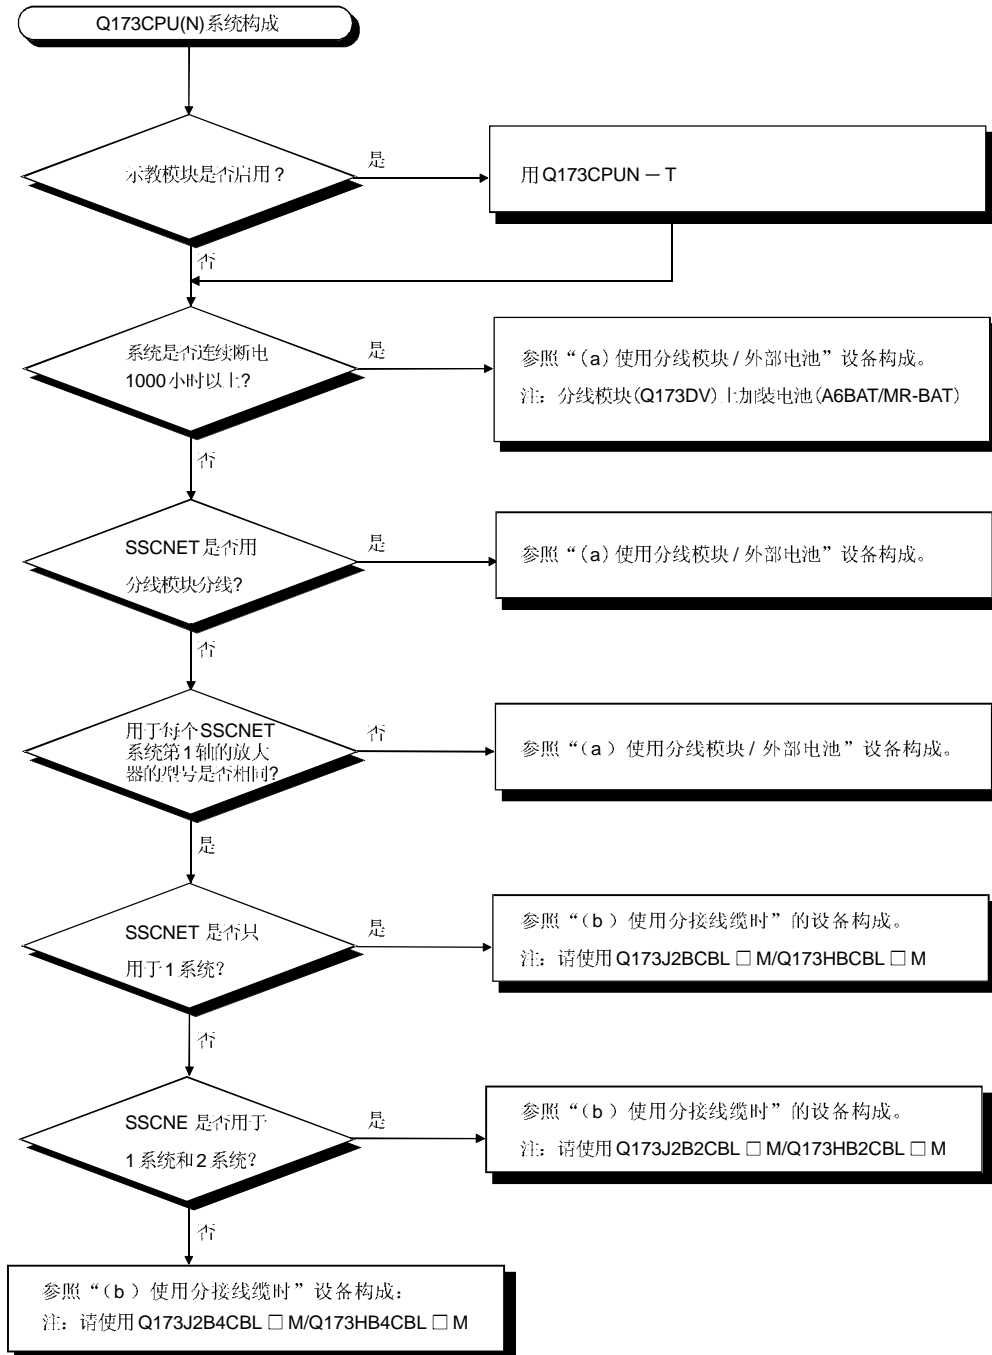 Q173CPU(N)系统构成
示教模块是否启用?
是
用Q173CPUN－T
否
系统是否连续断电
1000小时以上?
是
参照“(a)使用分线模块/外部电池”设备构成。
注：分线模块(Q173DV)上加装电池(A6BAT/MR-BAT)
否
SSCNET是否用
分线模块分线?
是
参照“(a)使用分线模块/外部电池”设备构成。
否
用于每个SSCNET
系统第1轴的放大
器的型号是否相同?
否
参照“(a)使用分线模块/外部电池”设备构成。
是
SSCNET是否只
用于1系统?
是
参照“(b)使用分接线缆时”的设备构成。
注：请使用Q173J2BCBL□M/Q173HBCBL□M
否
SSCNE是否用于
1系统和2系统?
是
参照“(b)使用分接线缆时”的设备构成。
注：请使用Q173J2B2CBL□M/Q173HB2CBL□M
否
参照“(b)使用分接线缆时”设备构成：
注：请使用Q173J2B4CBL□M/Q173HB4CBL□M